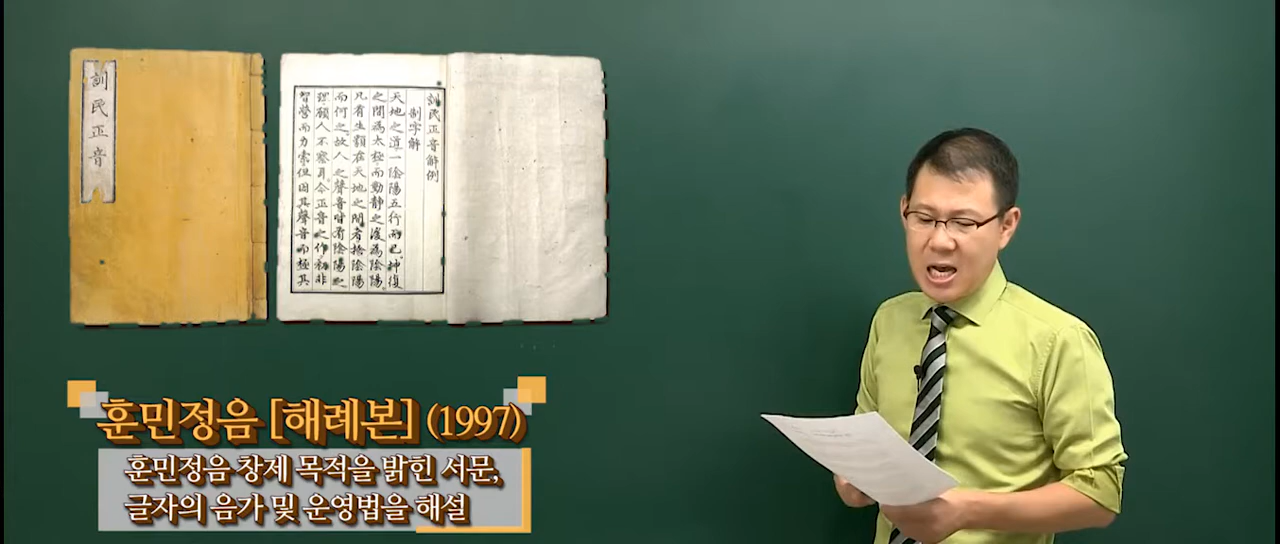 訓民正音
訓民正音解例
制字解
天地之道一陰陽五行而已坤復
之間爲太極而動靜之後爲陰陽
凡有生類在天地之間者捨陰陽
而何之故人之聲音皆有陰陽之
理顧人不察耳今正音之作初非
智營而力索但因其聲音而極其
훈민정음 [해례본] (1997)
훈민정음 창제 목적을 밝힌 서문,
글자의 음가 및 운영법을 해설